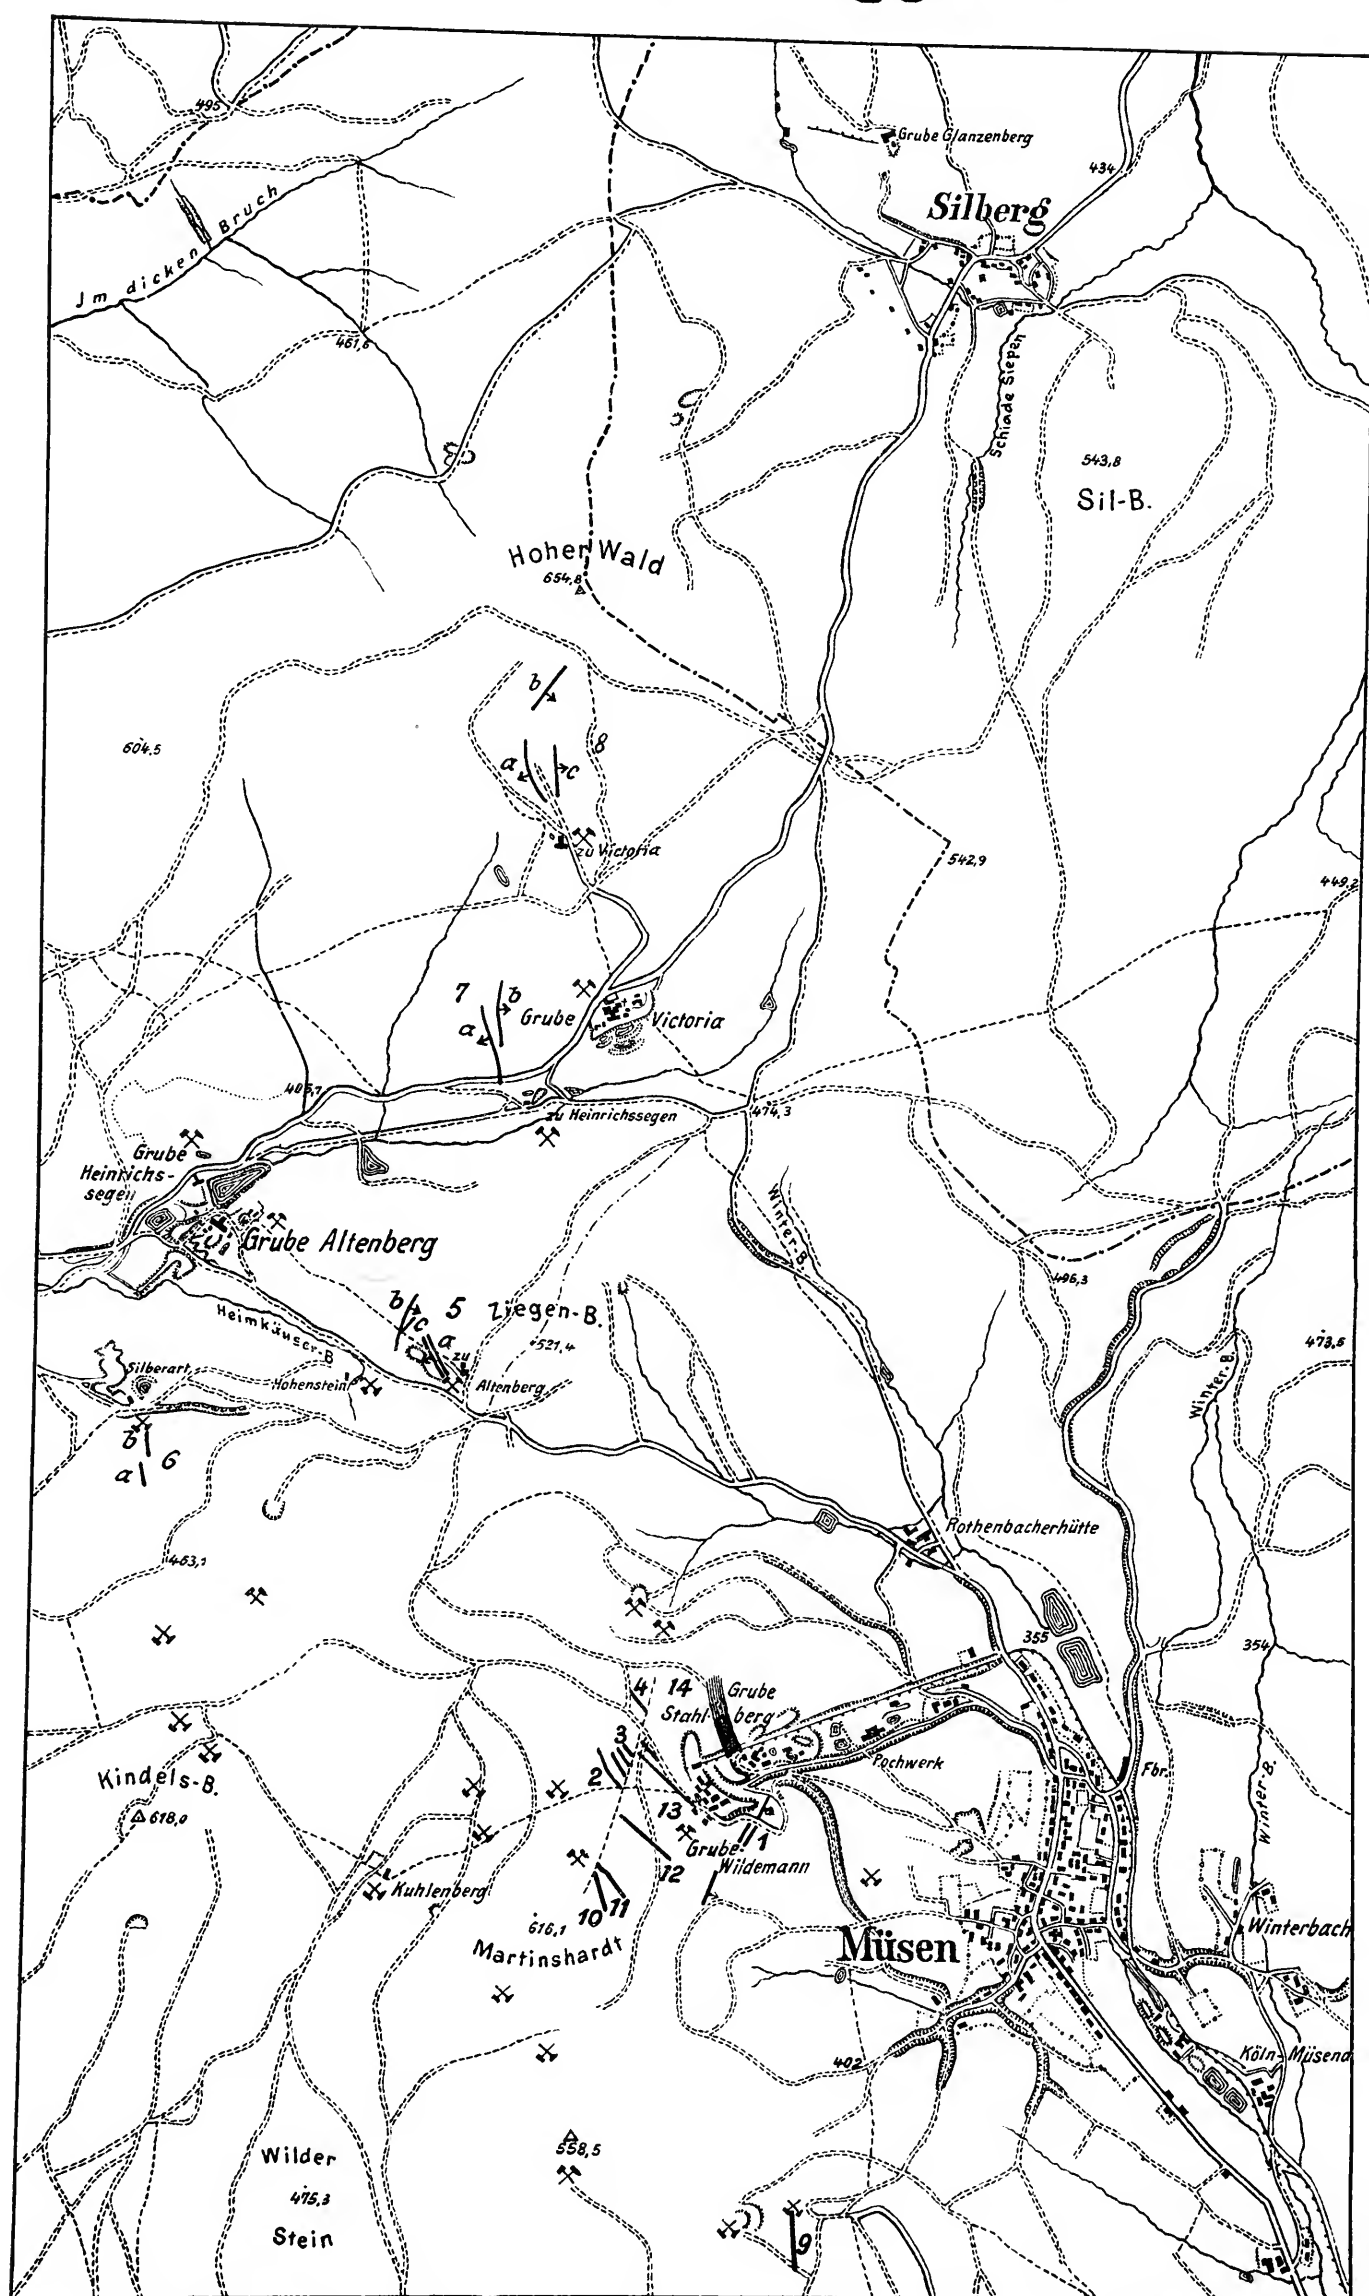 495
Grube Glanzenberg
434
Silberg
Jm dicken Bruch
461,6
Schlade Siepen
543,8
Sil-B.
Hoher Wald
654,8
b
604,5
8
a
c
zu Victoria
542,9
449,2
7
b
a
Grube
Victoria
zu Heinrichssegen
474,3
Grube
Heinrichs-
segen
Winter-B.
Grube Altenberg
496,3
Heimkäuser-B
b
c
5
a
zu
Altenberg
Ziegen-B.
521,4
473,5
Silberart
Hohenstein
Winter-B.
b
a
6
Rothenbacherhütte
463,1
355
354
4
14
Grube
Stahlberg
3
2
Pochwerk
Fbr.
Kindels-B.
618,0
13
Grube
Wildemann
1
12
Winter-B.
Kuhlenberg
10
11
616,1
Martinshardt
Müsen
Winterbach
402
Köln-Müsena
558,5
Wilder
475,3
Stein
9